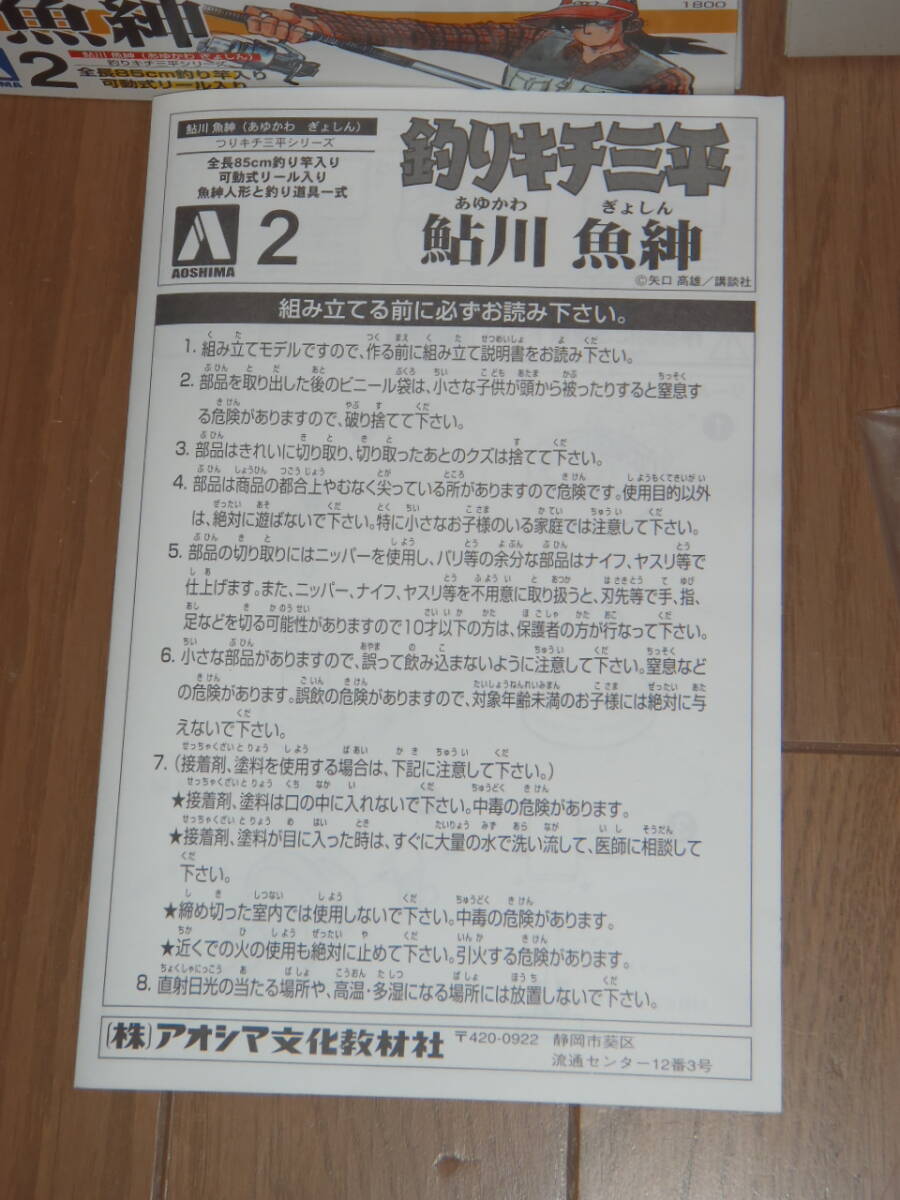 魚紳
1800
2
鮎川 魚紳（あゆかわ ぎょしん）
釣りキチ三平シリーズ
全長85cm釣り竿入り
可動式リール入り
鮎川 魚紳（あゆかわ ぎょしん）
つりキチ三平シリーズ
全長85cm釣り竿入り
可動式リール入り
魚紳人形と釣り道具一式
AOSHIMA
2
釣りキチ三平
あゆかわ ぎょしん
鮎川 魚紳
©矢口 高雄／講談社
組み立てる前に必ずお読み下さい。
1. 組み立てモデルですので、作る前に組み立て説明書をお読み下さい。
2. 部品を取り出した後のビニール袋は、小さな子供が頭から被ったりすると窒息す
る危険がありますので、破り捨てて下さい。
3. 部品はきれいに切り取り、切り取ったあとのクズは捨てて下さい。
4. 部品は商品の都合上やむなく尖っている所がありますので危険です。使用目的以外
は、絶対に遊ばないで下さい。特に小さなお子様のいる家庭では注意して下さい。
5. 部品の切り取りにはニッパーを使用し、バリ等の余分な部品はナイフ、ヤスリ等で
仕上げます。また、ニッパー、ナイフ、ヤスリ等を不用意に取り扱うと、刃先等で手、指、
足などを切る可能性がありますので10才以下の方は、保護者の方が行なって下さい。
6. 小さな部品がありますので、誤って飲み込まないように注意して下さい。窒息など
の危険があります。誤飲の危険がありますので、対象年齢未満のお子様には絶対に与
えないで下さい。
7. （接着剤、塗料を使用する場合は、下記に注意して下さい。）
★接着剤、塗料は口の中に入れないで下さい。中毒の危険があります。
★接着剤、塗料が目に入った時は、すぐに大量の水で洗い流して、医師に相談して
下さい。
★締め切った室内では使用しないで下さい。中毒の危険があります。
★近くでの火の使用も絶対に止めて下さい。引火する危険があります。
8. 直射日光の当たる場所や、高温・多湿になる場所には放置しないで下さい。
（株）アオシマ文化教材社 〒420-0922 静岡市葵区
流通センター12番3号